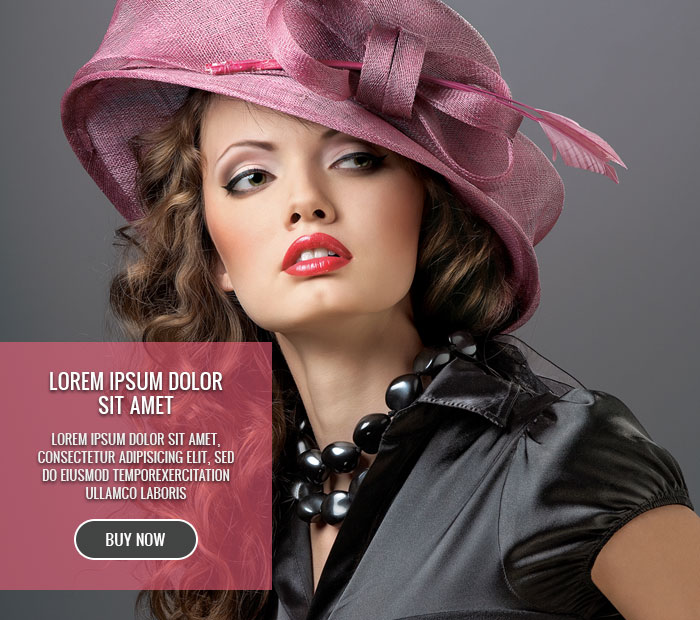 LOREM IPSUM DOLOR
SIT AMET
LOREM IPSUM DOLOR SIT AMET,
CONSECTETUR ADIPISICING ELIT, SED
DO EIUSMOD TEMPOREXERCITATION
ULLAMCO LABORIS
BUY NOW